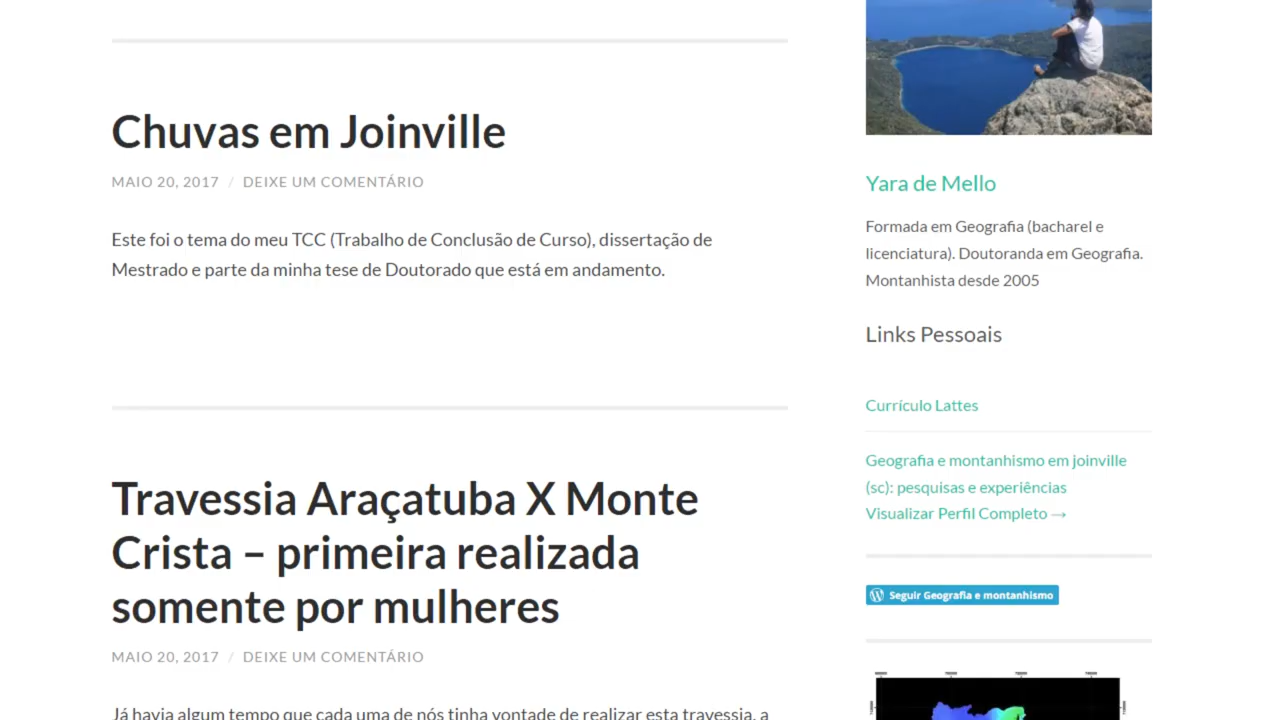 Chuvas em Joinville
MAIO 20, 2017 / DEIXE UM COMENTÁRIO
Este foi o tema do meu TCC (Trabalho de Conclusão de Curso), dissertação de
Mestrado e parte da minha tese de Doutorado que está em andamento.
Travessia Araçatuba X Monte
Crista – primeira realizada
somente por mulheres
MAIO 20, 2017 / DEIXE UM COMENTÁRIO
Já havia algum tempo que cada uma de nós tinha vontade de realizar esta travessia, a
Yara de Mello
Formada em Geografia (bacharel e
licenciatura). Doutoranda em Geografia.
Montanhista desde 2005
Links Pessoais
Currículo Lattes
Geografia e montanhismo em joinville
(sc): pesquisas e experiências
Visualizar Perfil Completo →
Seguir Geografia e montanhismo